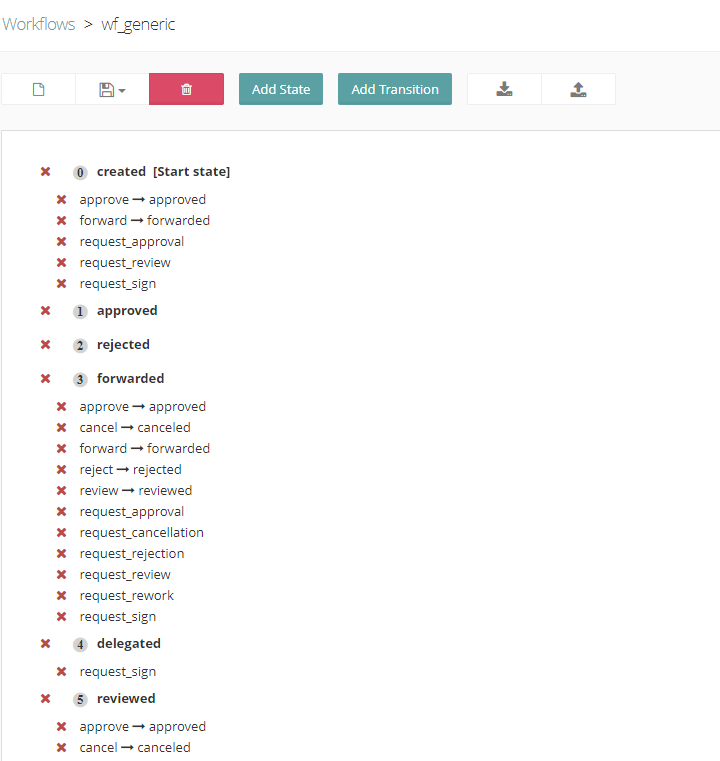 Workflows > wf_generic
Add State Add Transition
0 created [Start state]
approve → approved
forward → forwarded
request_approval
request_review
request_sign
1 approved
2 rejected
3 forwarded
approve → approved
cancel → canceled
forward → forwarded
reject → rejected
review → reviewed
request_approval
request_cancellation
request_rejection
request_review
request_rework
request_sign
4 delegated
request_sign
5 reviewed
approve → approved
cancel → canceled